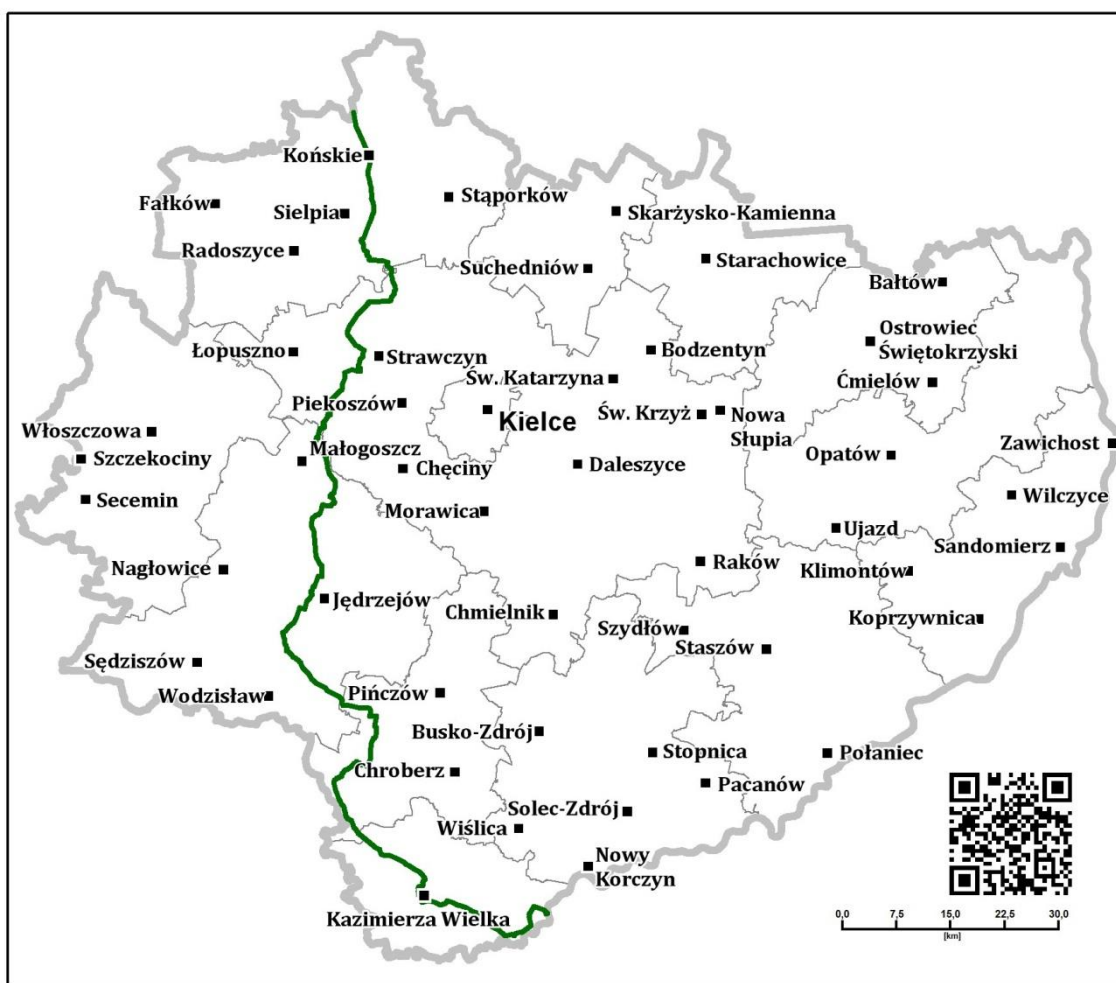 Końskie
Stąporków
Fałków
Sielpia
Skarżysko-Kamienna
Radoszyce
Starachowice
Suchedniów
Bałtów
Ostrowiec
Świętokrzyski
Łopuszno
Strawczyn
Bodzentyn
Św. Katarzyna
Ćmielów
Piekoszów
Kielce
Św. Krzyż
Nowa
Słupia
Włoszczowa
Zawichost
Szczekociny
Małogoszcz
Chęciny
Daleszyce
Opatów
Secemin
Wilczyce
Morawica
Ujazd
Sandomierz
Nagłowice
Raków
Klimontów
Jędrzejów
Chmielnik
Koprzywnica
Szydłów
Staszów
Sędziszów
Wodzisław
Pińczów
Busko-Zdrój
Stopnica
Połaniec
Chroberz
Pacanów
Solec-Zdrój
Wiślica
Nowy
Korczyn
Kazimierza Wielka
0,0 7,5 15,0 22,5 30,0
[km]